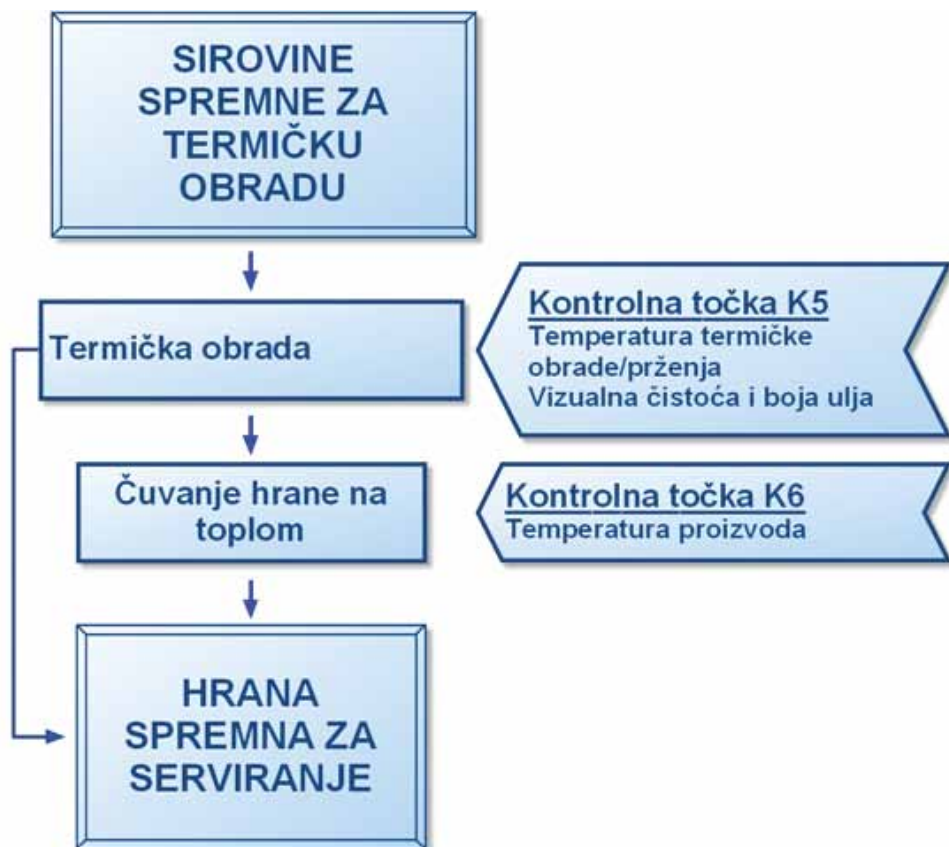 SIROVINE
SPREMNE ZA
TERMIČKU
OBRADU
Termička obrada
Kontrolna točka K5
Temperatura termičke
obrade/prženja
Vizualna čistoća i boja ulja
Čuvanje hrane na
toplom
Kontrolna točka K6
Temperatura proizvoda
HRANA
SPREMNA ZA
SERVIRANJE